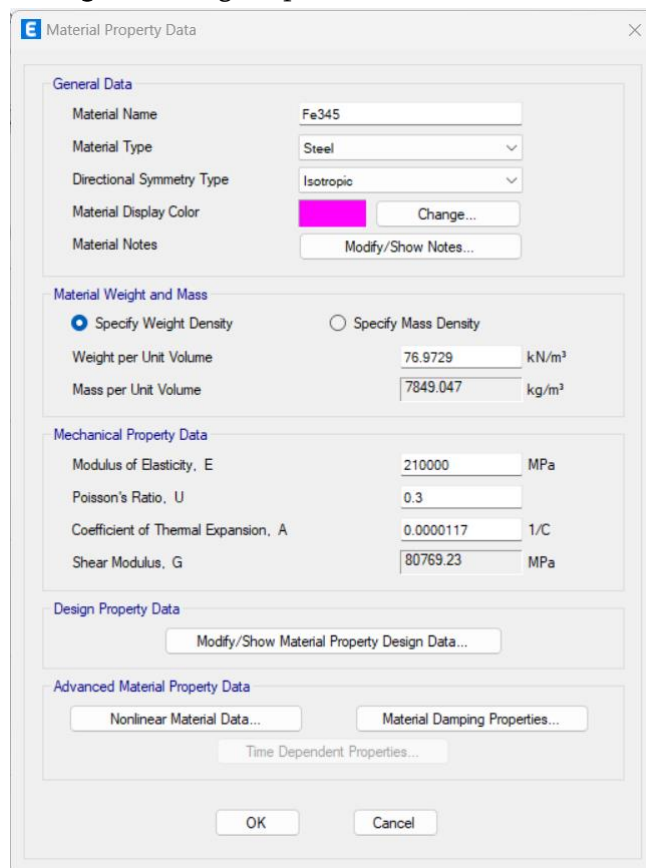 E Material Property Data
General Data
Material Name Fe345
Material Type Steel
Directional Symmetry Type Isotropic
Material Display Color Change...
Material Notes Modify/Show Notes...
Material Weight and Mass
Specify Weight Density Specify Mass Density
Weight per Unit Volume 76.9729 kN/m³
Mass per Unit Volume 7849.047 kg/m³
Mechanical Property Data
Modulus of Elasticity, E 210000 MPa
Poisson's Ratio, U 0.3
Coefficient of Thermal Expansion, A 0.0000117 1/C
Shear Modulus, G 80769.23 MPa
Design Property Data
Modify/Show Material Property Design Data...
Advanced Material Property Data
Nonlinear Material Data... Material Damping Properties...
Time Dependent Properties...
OK Cancel